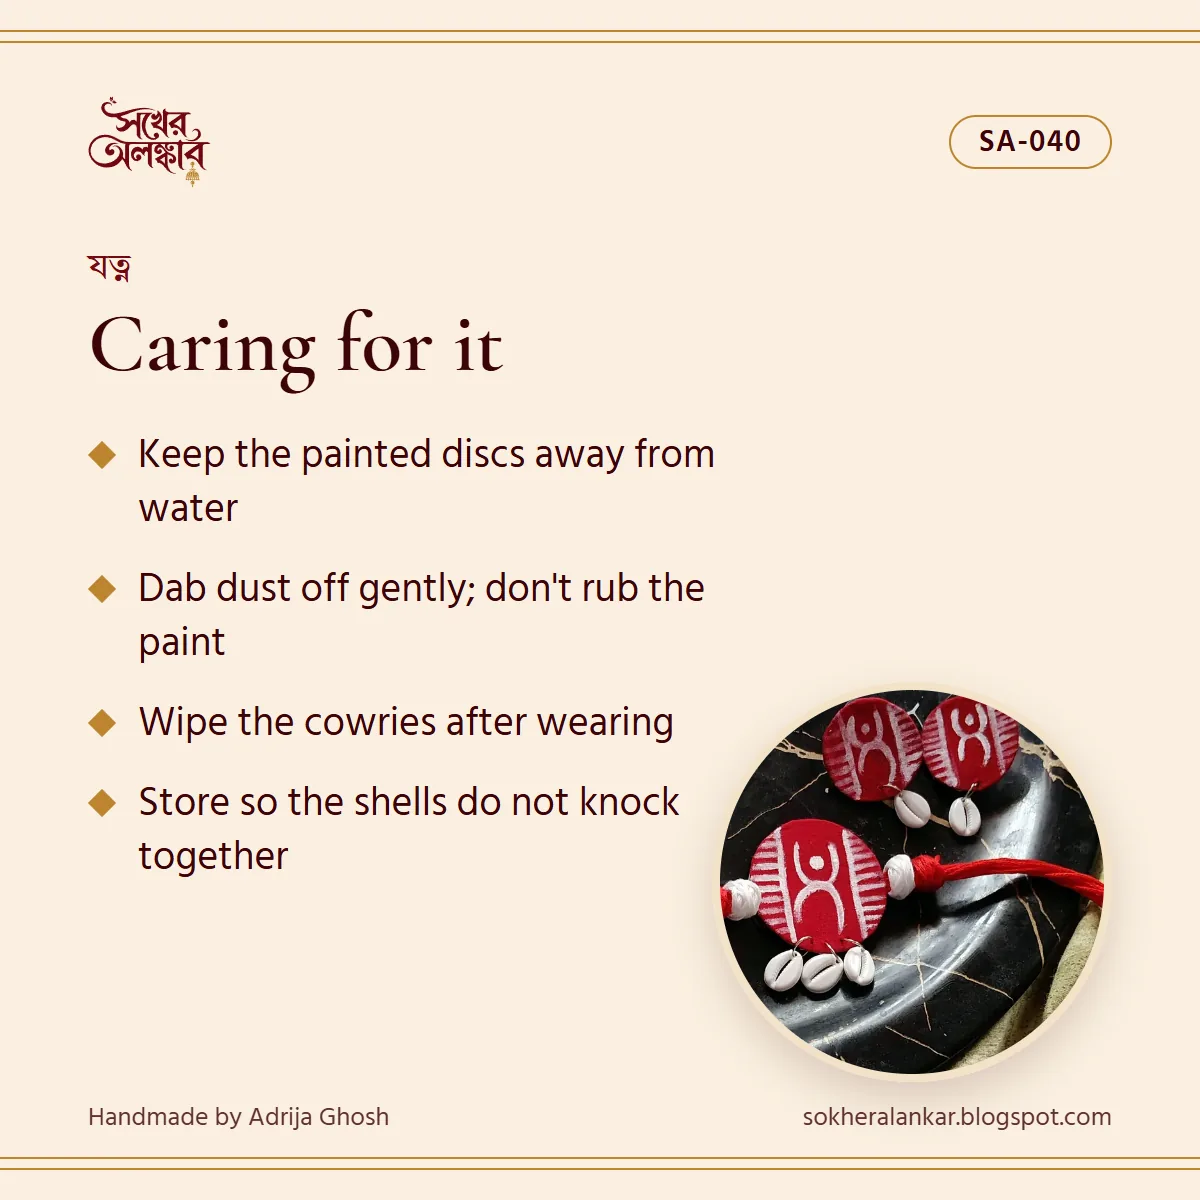 সখের
অলঙ্কার
SA-040
যত্ন
Caring for it
Keep the painted discs away from
water
Dab dust off gently; don't rub the
paint
Wipe the cowries after wearing
Store so the shells do not knock
together
Handmade by Adrija Ghosh
sokheralankar.blogspot.com